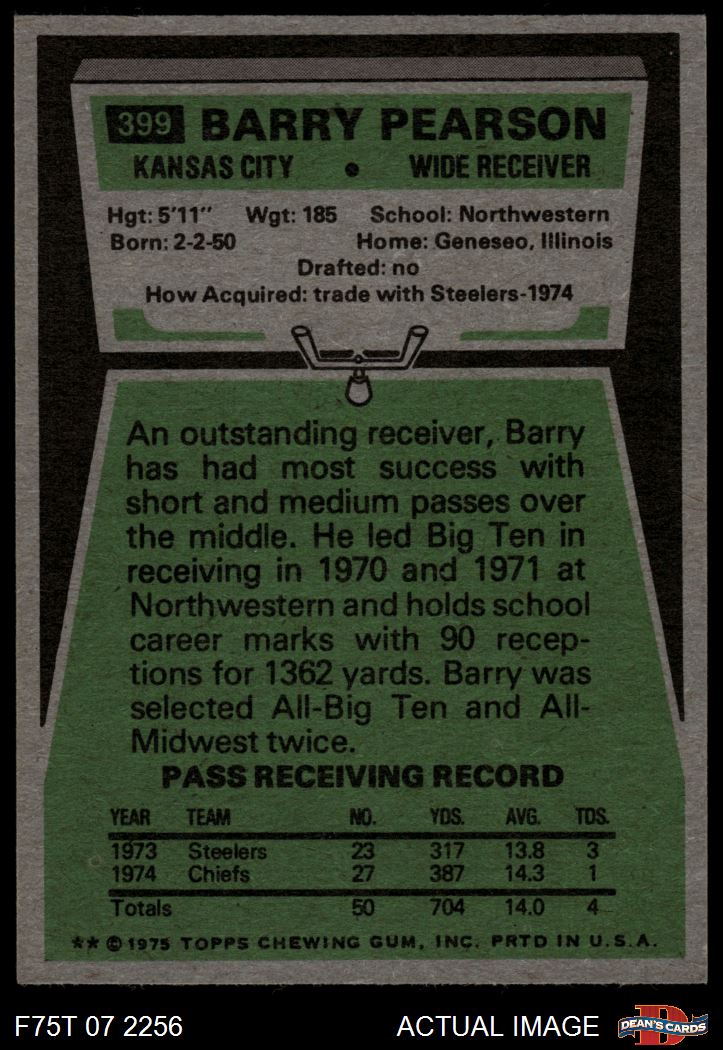 399 BARRY PEARSON
KANSAS CITY • WIDE RECEIVER
Hgt: 5'11" Wgt: 185 School: Northwestern
Born: 2-2-50 Home: Geneseo, Illinois
Drafted: no
How Acquired: trade with Steelers-1974
An outstanding receiver, Barry
has had most success with
short and medium passes over
the middle. He led Big Ten in
receiving in 1970 and 1971 at
Northwestern and holds school
career marks with 90 recep-
tions for 1362 yards. Barry was
selected All-Big Ten and All-
Midwest twice.
PASS RECEIVING RECORD
YEAR TEAM NO. YDS. AVG. TDS.
1973 Steelers 23 317 13.8 3
1974 Chiefs 27 387 14.3 1
Totals 50 704 14.0 4
** © 1975 TOPPS CHEWING GUM, INC. PRTD IN U.S.A.
F75T 07 2256 ACTUAL IMAGE D DEAN'S CARDS